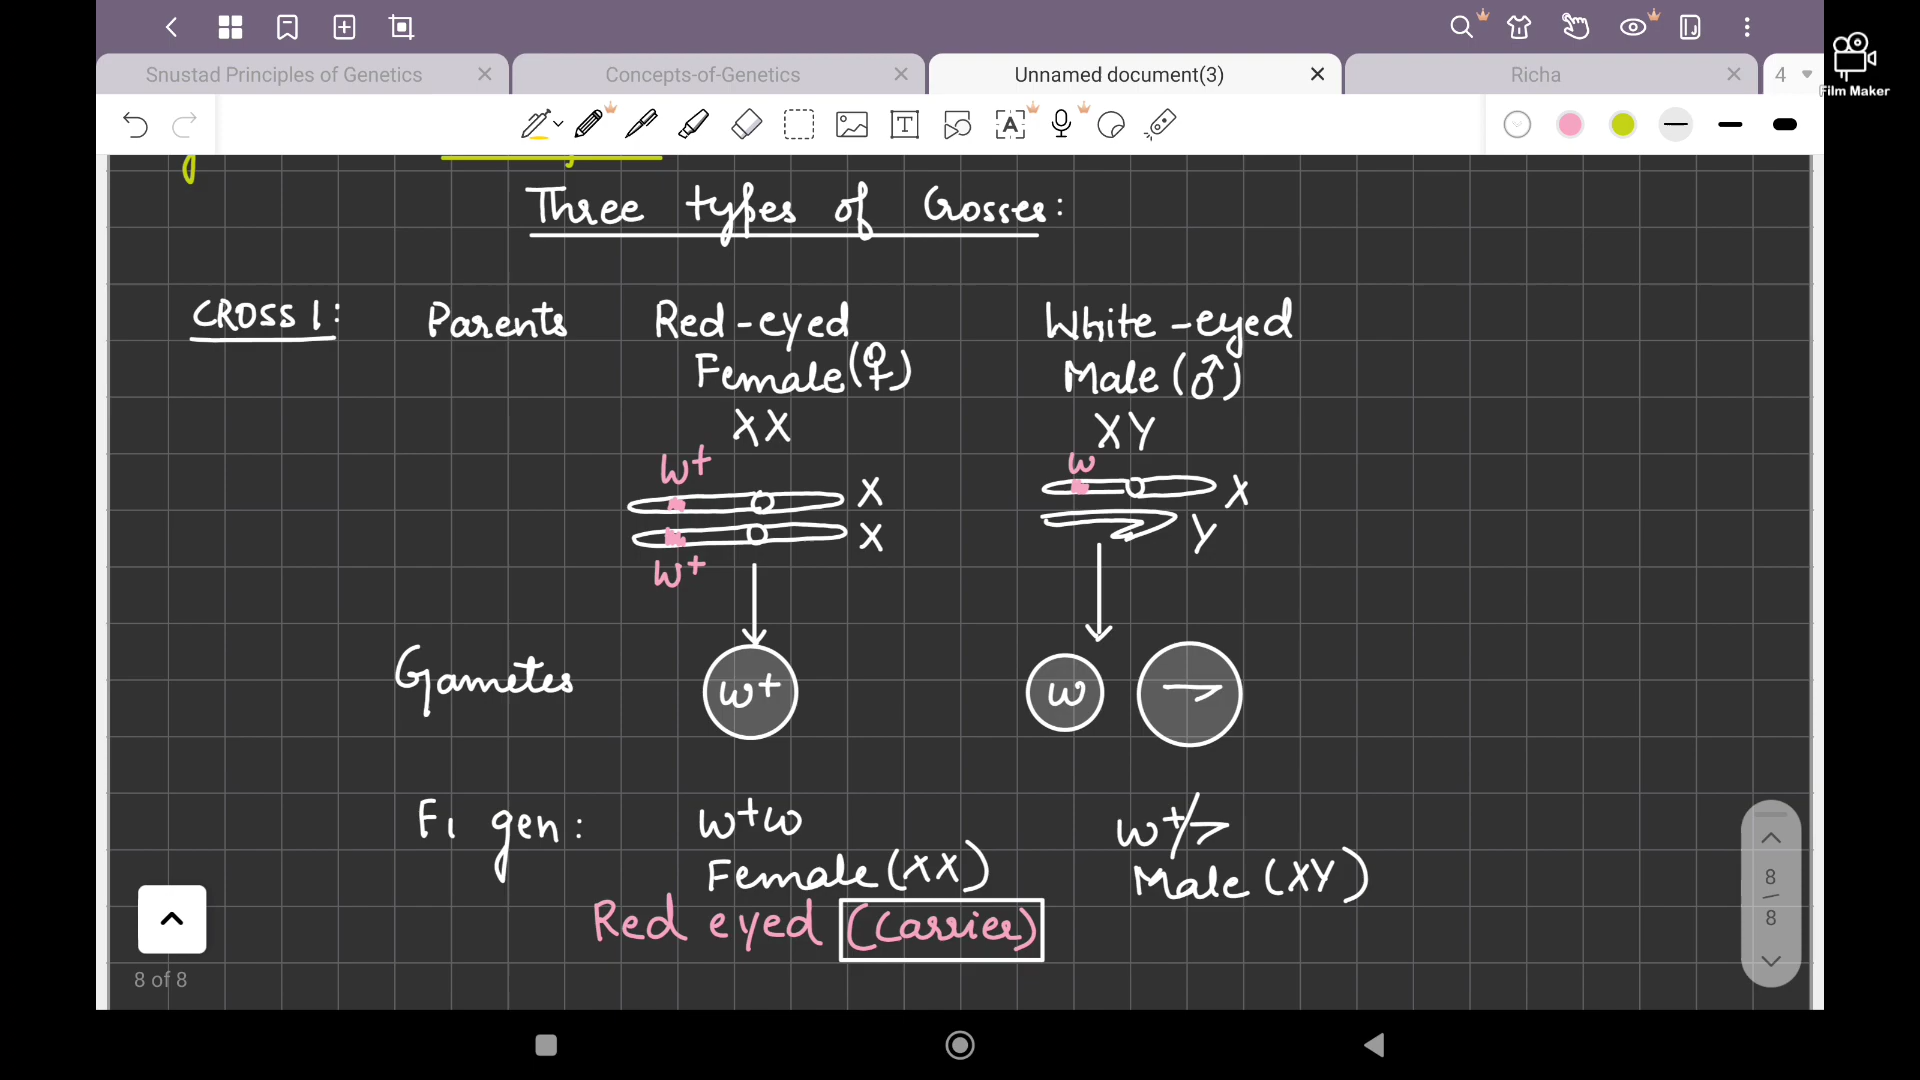 Film Maker
Snustad Principles of Genetics
Concepts-of-Genetics
Unnamed document(3)
Richa
4
Three types of Crosses:
CROSS 1: Parents Red-eyed White-eyed
Female (♀) Male (♂)
XX XY
w+ w
X X
X Y
w+
Gametes w+ w
F1 gen: w+w w+/⇁
Female (XX) Male (XY)
Red eyed (carrier)
8
8
8 of 8